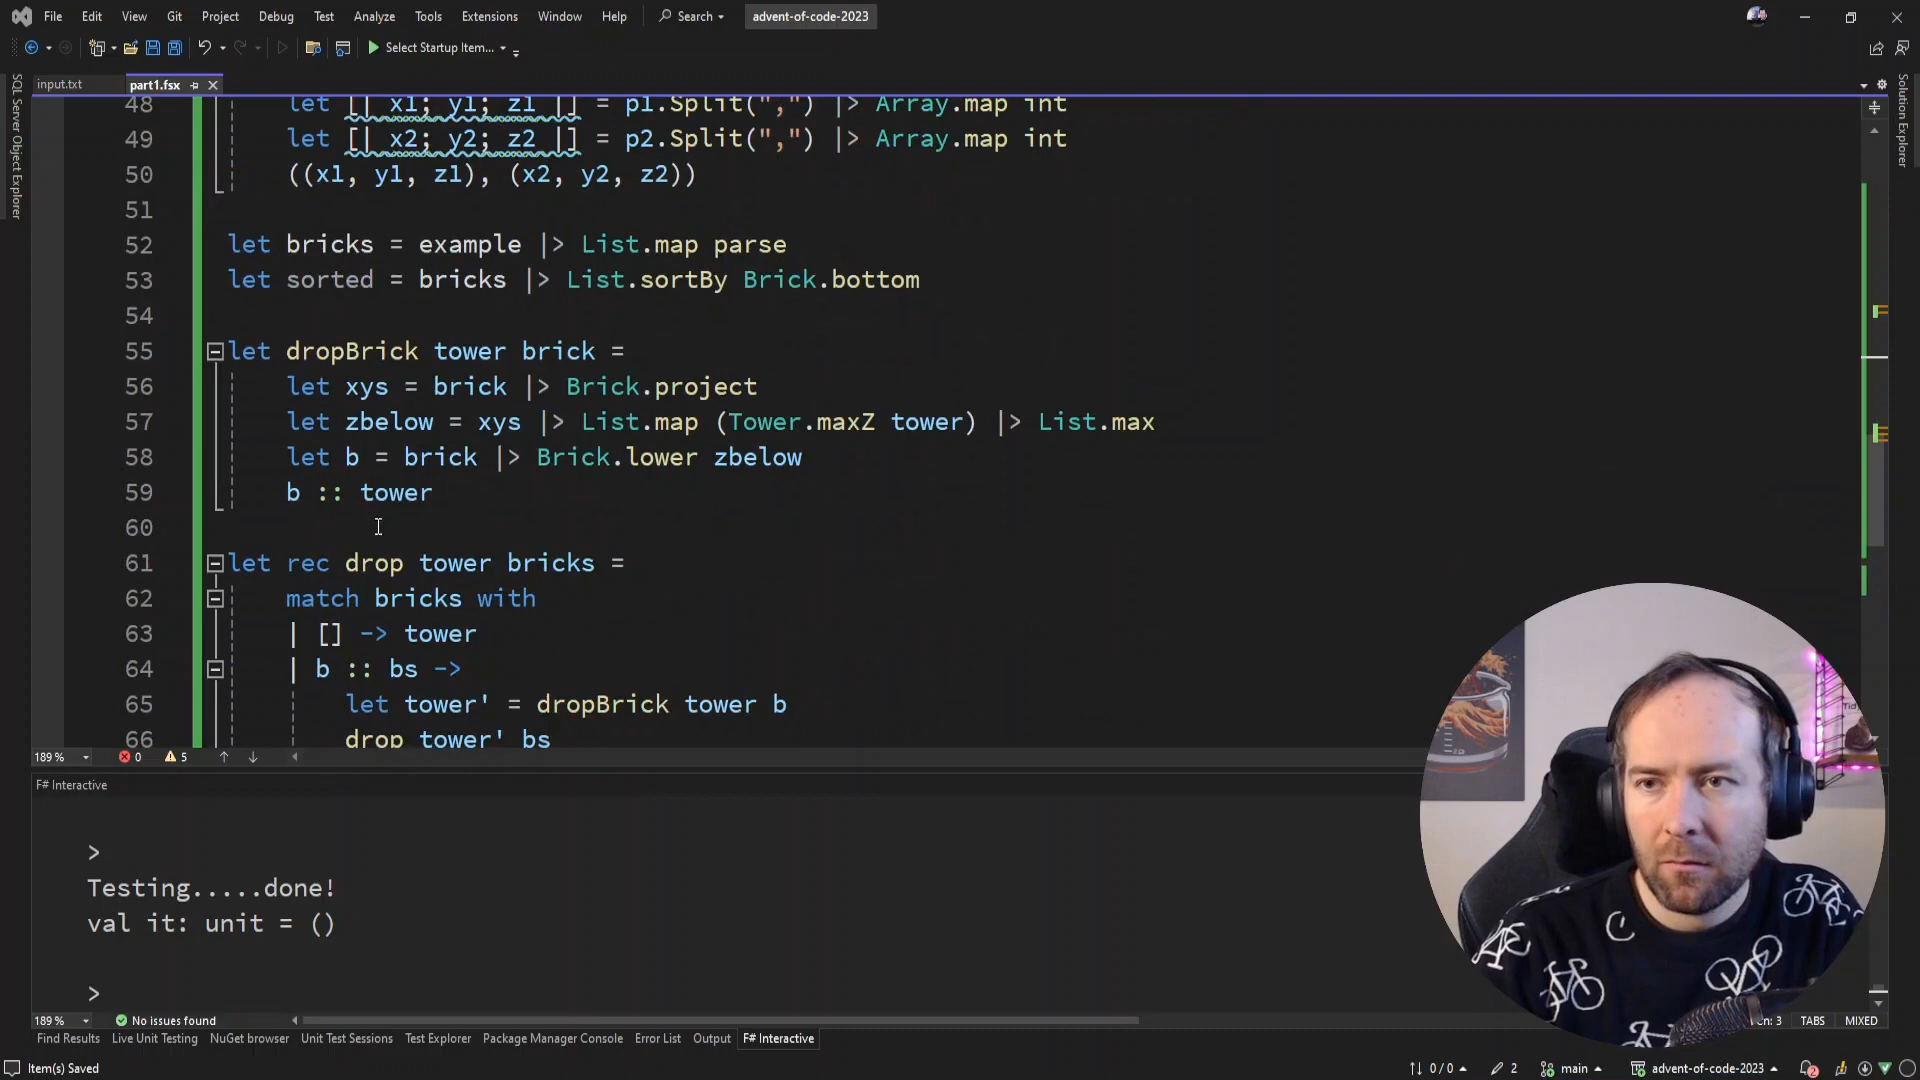 File Edit View Git Project Debug Test Analyze Tools Extensions Window Help Search advent-of-code-2023
Select Startup Item...
input.txt part1.fsx
SQL Server Object Explorer
Solution Explorer
48 let [| x1; y1; z1 |] = p1.Split(",") |> Array.map int
49 let [| x2; y2; z2 |] = p2.Split(",") |> Array.map int
50 ((x1, y1, z1), (x2, y2, z2))
51
52 let bricks = example |> List.map parse
53 let sorted = bricks |> List.sortBy Brick.bottom
54
55 let dropBrick tower brick =
56 let xys = brick |> Brick.project
57 let zbelow = xys |> List.map (Tower.maxZ tower) |> List.max
58 let b = brick |> Brick.lower zbelow
59 b :: tower
60
61 let rec drop tower bricks =
62 match bricks with
63 | [] -> tower
64 | b :: bs ->
65 let tower' = dropBrick tower b
66 drop tower' bs
189 % 0 5
F# Interactive
>
Testing.....done!
val it: unit = ()
>
189 % No issues found TABS MIXED
Find Results Live Unit Testing NuGet browser Unit Test Sessions Test Explorer Package Manager Console Error List Output F# Interactive
Item(s) Saved 0 / 0 2 main advent-of-code-2023 2